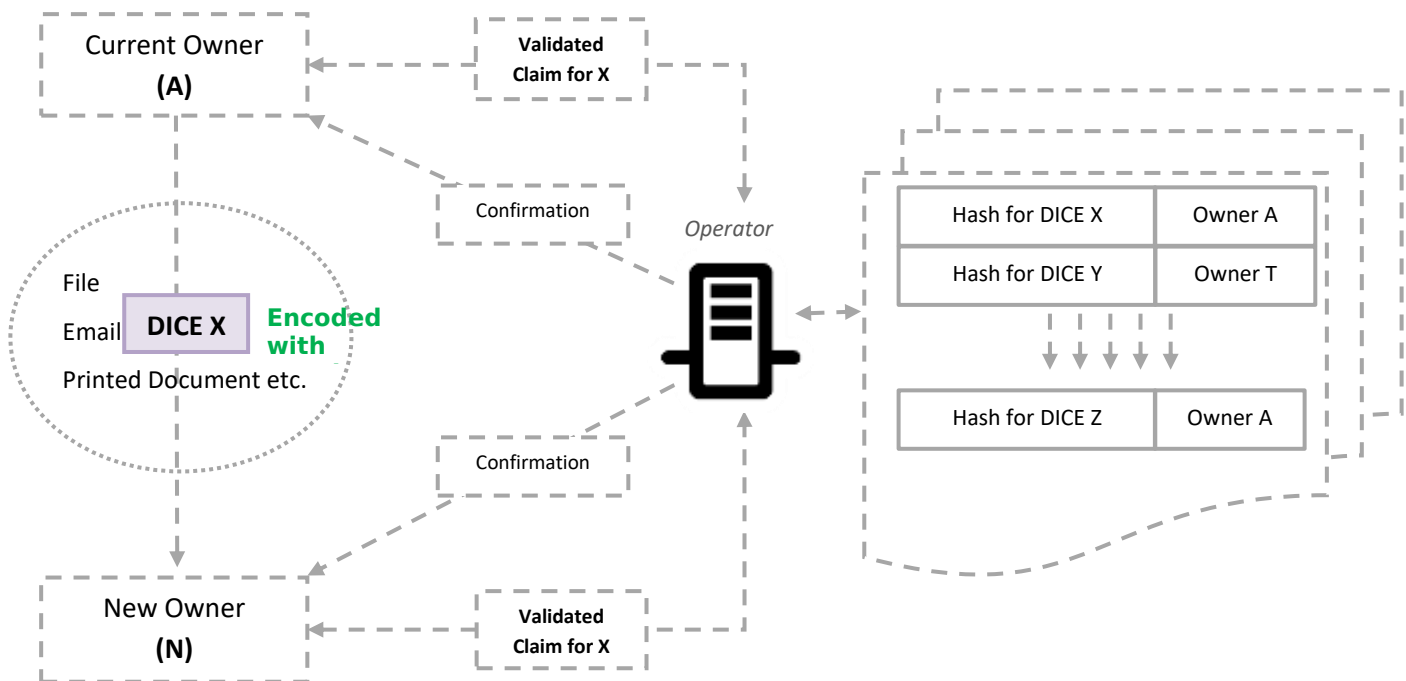 Current Owner
(A)
Validated
Claim for X
Confirmation
Operator
Hash for DICE X
Owner A
Hash for DICE Y
Owner T
Hash for DICE Z
Owner A
File
Email
DICE X
Encoded
with
Printed Document etc.
Confirmation
New Owner
(N)
Validated
Claim for X